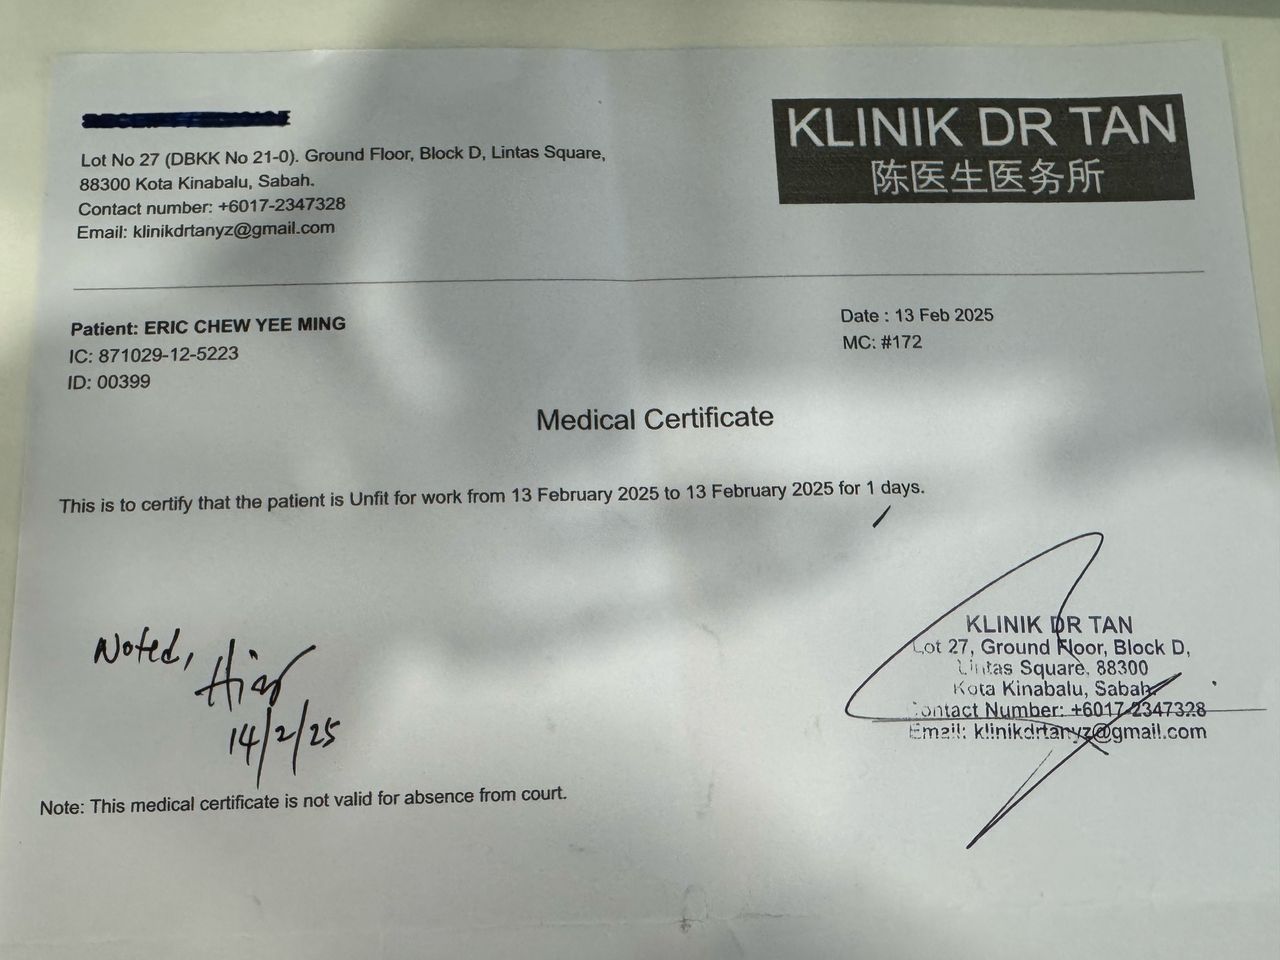 Lot No 27 (DBKK No 21-0). Ground Floor, Block D, Lintas Square,
88300 Kota Kinabalu, Sabah.
Contact number: +6017-2347328
Email: klinikdrtanyz@gmail.com
KLINIK DR TAN
陈医生医务所
Patient: ERIC CHEW YEE MING
IC: 871029-12-5223
ID: 00399
Date : 13 Feb 2025
MC: #172
Medical Certificate
This is to certify that the patient is Unfit for work from 13 February 2025 to 13 February 2025 for 1 days.
Noted,
14/2/25
KLINIK DR TAN
Lot 27, Ground Floor, Block D,
Lintas Square, 88300
Kota Kinabalu, Sabah.
Contact Number: +6017-2347328
Email: klinikdrtanyz@gmail.com
Note: This medical certificate is not valid for absence from court.